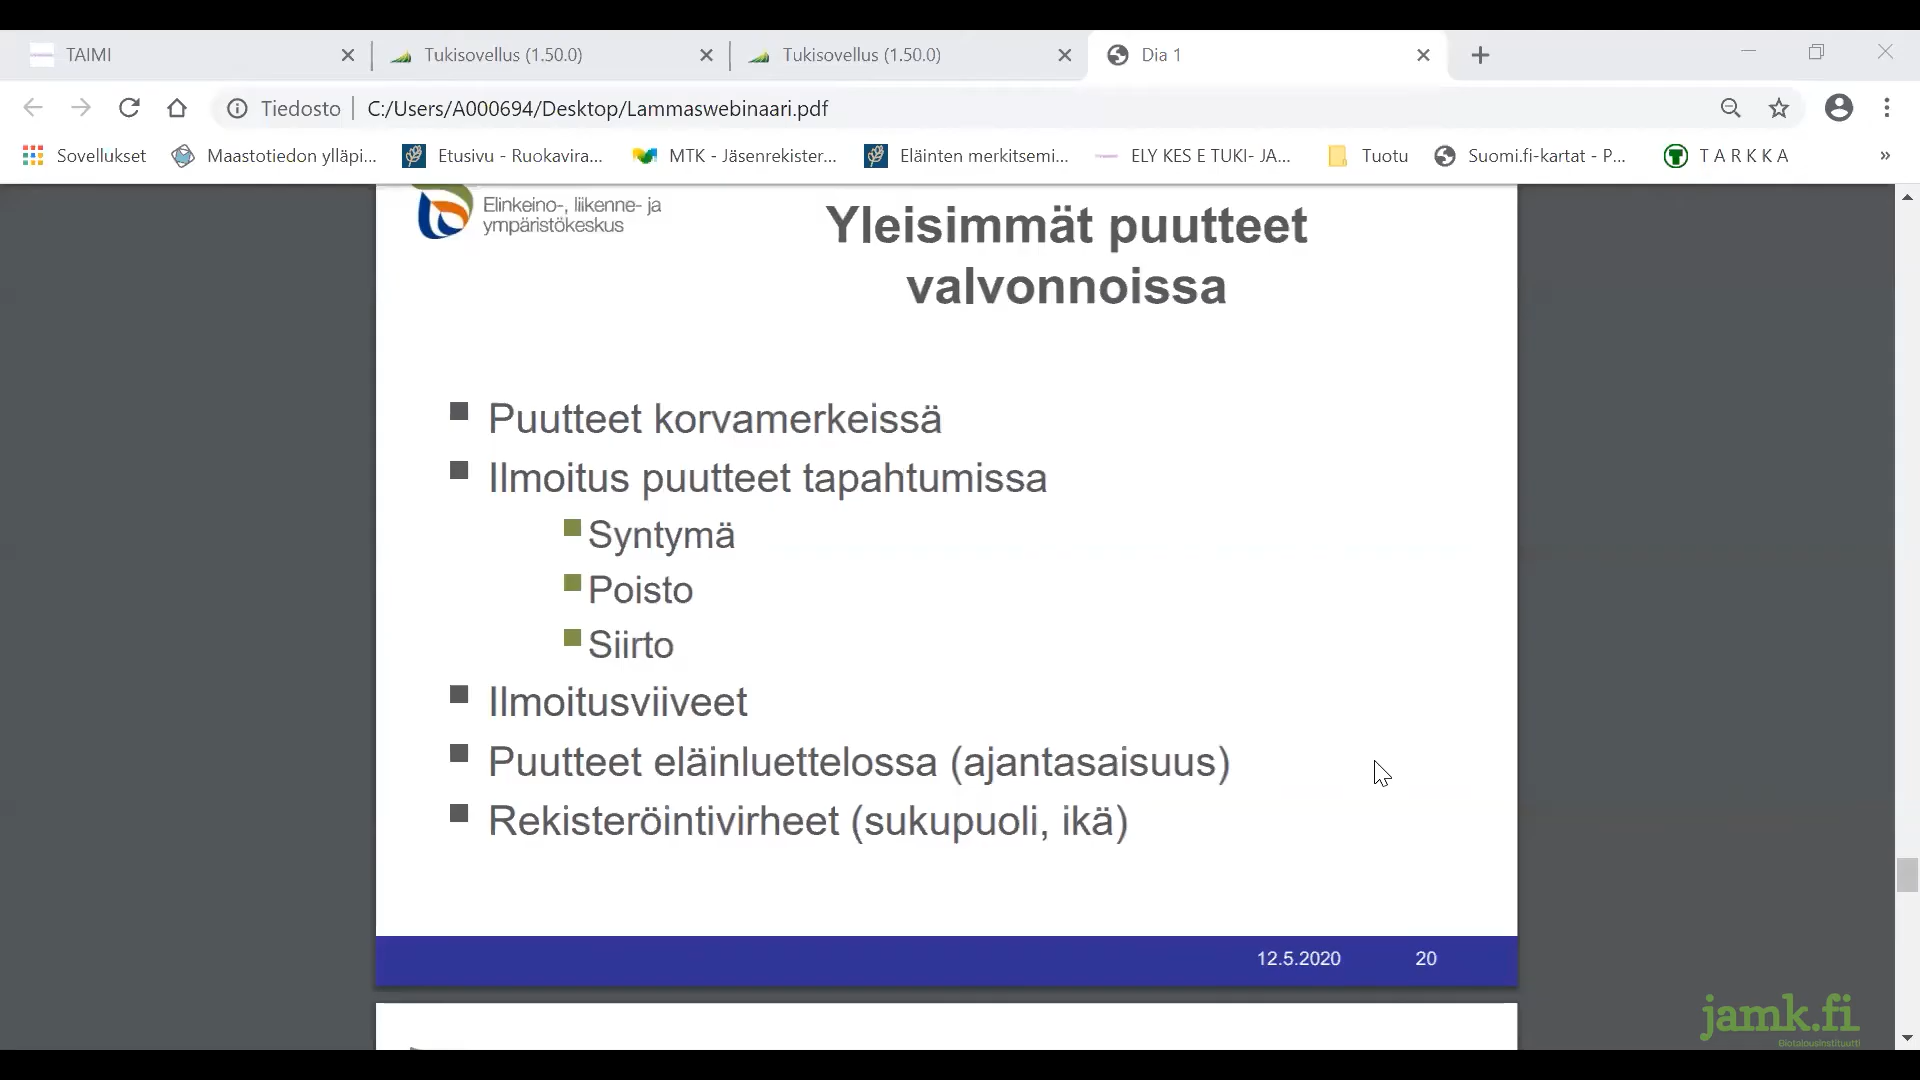 TAIMI
Tukisovellus (1.50.0)
Tukisovellus (1.50.0)
Dia 1
Tiedosto
C:/Users/A000694/Desktop/Lammaswebinaari.pdf
Sovellukset
Maastotiedon ylläpi...
Etusivu - Ruokavira...
MTK - Jäsenrekister...
Eläinten merkitsemi...
ELY KES E TUKI- JA...
Tuotu
Suomi.fi-kartat - P...
T A R K K A
»
Elinkeino-, liikenne- ja
ympäristökeskus
Yleisimmät puutteet
valvonnoissa
Puutteet korvamerkeissä
Ilmoitus puutteet tapahtumissa
Syntymä
Poisto
Siirto
Ilmoitusviiveet
Puutteet eläinluettelossa (ajantasaisuus)
Rekisteröintivirheet (sukupuoli, ikä)
12.5.2020
20
jamk.fi
Biotalousinstituutti